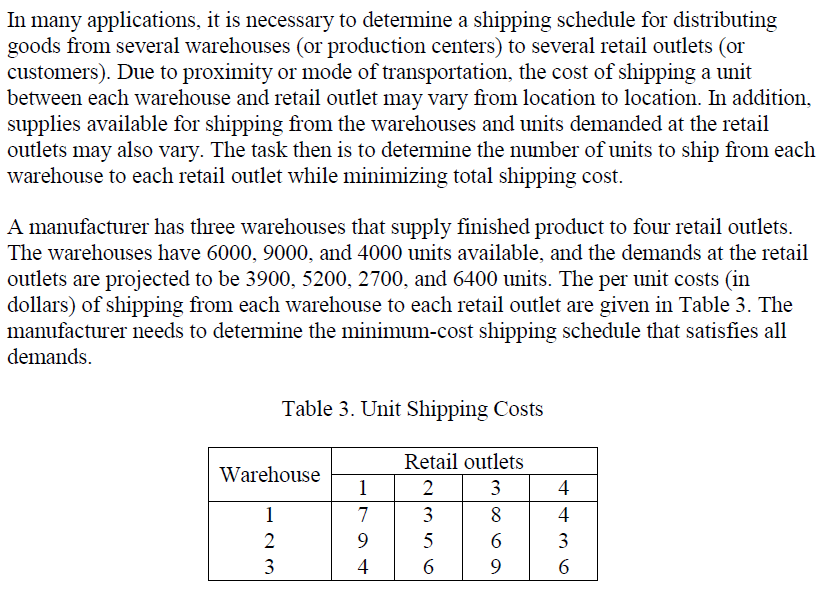 In many applications, it is necessary to determine a shipping schedule for distributing
goods from several warehouses (or production centers) to several retail outlets (or
customers). Due to proximity or mode of transportation, the cost of shipping a unit
between each warehouse and retail outlet may vary from location to location. In addition,
supplies available for shipping from the warehouses and units demanded at the retail
outlets may also vary. The task then is to determine the number of units to ship from each
warehouse to each retail outlet while minimizing total shipping cost.
A manufacturer has three warehouses that supply finished product to four retail outlets.
The warehouses have 6000, 9000, and 4000 units available, and the demands at the retail
outlets are projected to be 3900, 5200, 2700, and 6400 units. The per unit costs (in
dollars) of shipping from each warehouse to each retail outlet are given in Table 3. The
manufacturer needs to determine the minimum-cost shipping schedule that satisfies all
demands.
Table 3. Unit Shipping Costs
Warehouse Retail outlets
1 2 3 4
1 7 3 8 4
2 9 5 6 3
3 4 6 9 6